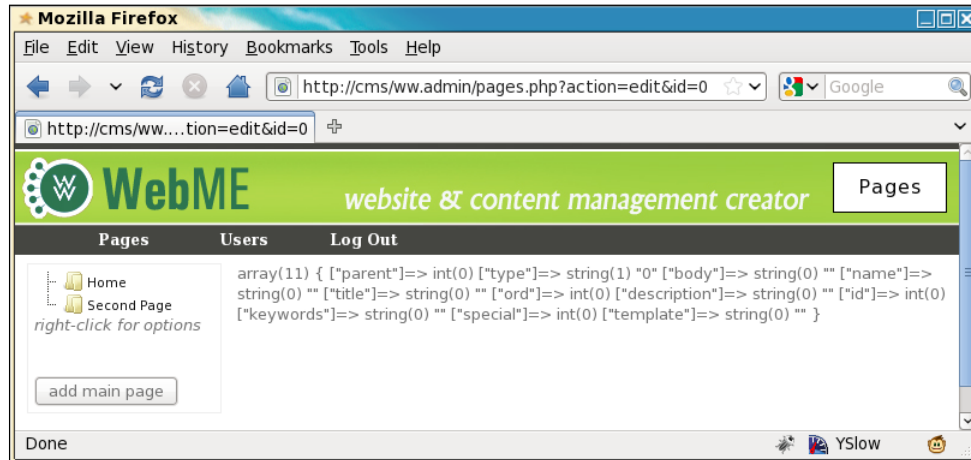 Mozilla Firefox
File Edit View History Bookmarks Tools Help
http://cms/ww.admin/pages.php?action=edit&id=0 Google
http://cms/ww....tion=edit&id=0
W WebME website & content management creator Pages
Pages Users Log Out
Home
Second Page
right-click for options
add main page
array(11) { ["parent"]=> int(0) ["type"]=> string(1) "0" ["body"]=> string(0) "" ["name"]=>
string(0) "" ["title"]=> string(0) "" ["ord"]=> int(0) ["description"]=> string(0) "" ["id"]=> int(0)
["keywords"]=> string(0) "" ["special"]=> int(0) ["template"]=> string(0) "" }
Done YSlow